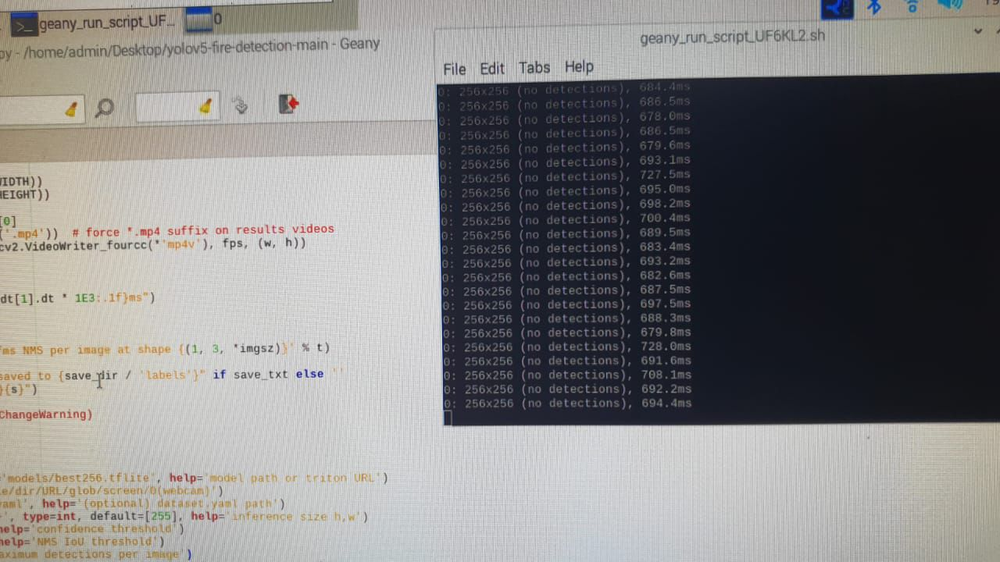 geany_run_script_UF...
0
py - /home/admin/Desktop/yolov5-fire-detection-main - Geany
WIDTH))
HEIGHT))
[0]
('.mp4')) # force *.mp4 suffix on results videos
cv2.VideoWriter_fourcc(*'mp4v'), fps, (w, h))
dt[1].dt * 1E3:.1f}ms")
ms NMS per image at shape {(1, 3, *imgsz)}' % t)
saved to {save_dir / 'labels'}" if save_txt else ''
}{s}")
ChangeWarning)
'models/best256.tflite', help='model path or triton URL')
e/dir/URL/glob/screen/0(webcam)')
yaml', help='(optional) dataset.yaml path')
', type=int, default=[255], help='inference size h,w')
help='confidence threshold')
help='NMS IoU threshold')
aximum detections per image')
geany_run_script_UF6KL2.sh
File Edit Tabs Help
0: 256x256 (no detections), 684.4ms
0: 256x256 (no detections), 686.5ms
0: 256x256 (no detections), 678.0ms
0: 256x256 (no detections), 686.5ms
0: 256x256 (no detections), 679.6ms
0: 256x256 (no detections), 693.1ms
0: 256x256 (no detections), 727.5ms
0: 256x256 (no detections), 695.0ms
0: 256x256 (no detections), 698.2ms
0: 256x256 (no detections), 700.4ms
0: 256x256 (no detections), 689.5ms
0: 256x256 (no detections), 683.4ms
0: 256x256 (no detections), 693.2ms
0: 256x256 (no detections), 682.6ms
0: 256x256 (no detections), 687.5ms
0: 256x256 (no detections), 697.5ms
0: 256x256 (no detections), 688.3ms
0: 256x256 (no detections), 679.8ms
0: 256x256 (no detections), 728.0ms
0: 256x256 (no detections), 691.6ms
0: 256x256 (no detections), 708.1ms
0: 256x256 (no detections), 692.2ms
0: 256x256 (no detections), 694.4ms